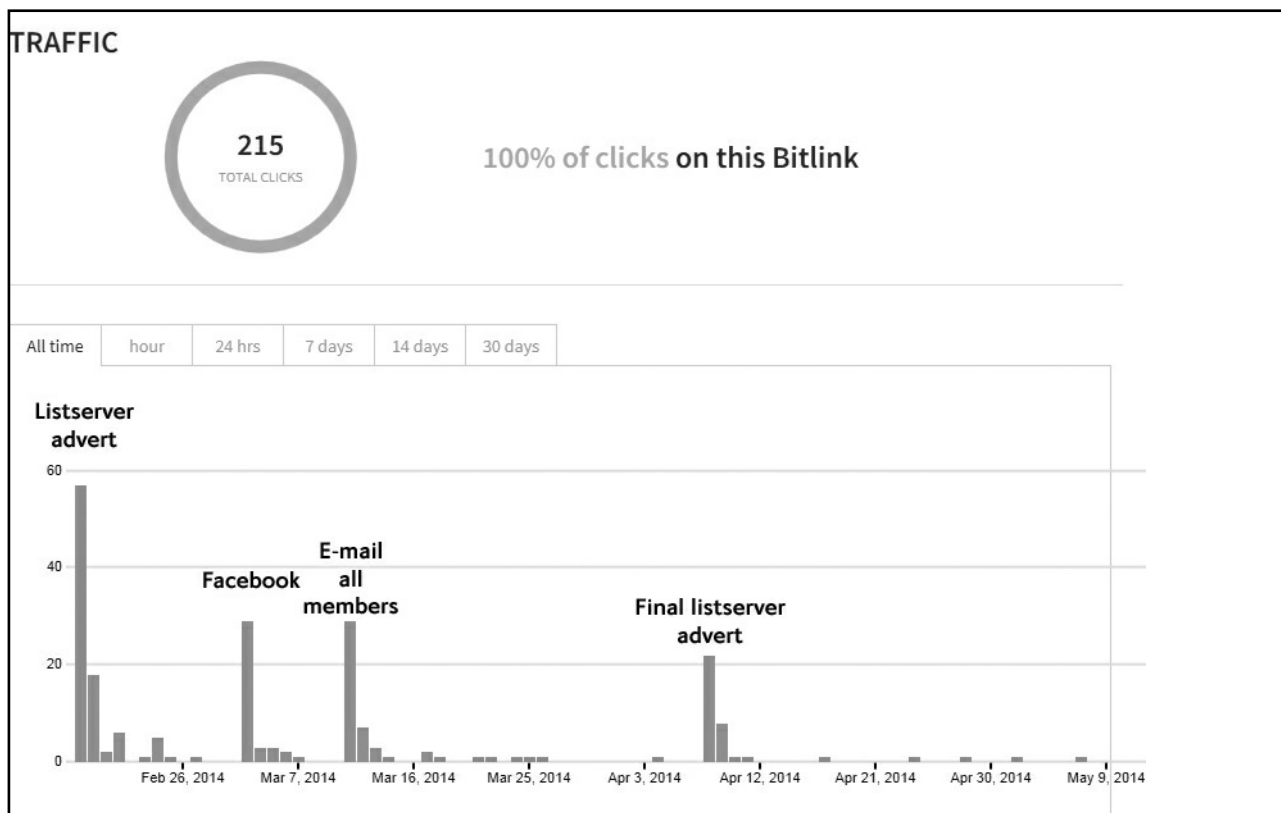 TRAFFIC
215
TOTAL CLICKS
100% of clicks on this Bitlink
All time
hour
24 hrs
7 days
14 days
30 days
Listserver
advert
60
E-mail
all
members
40
Facebook
Final listserver
advert
20
0
Feb 26, 2014
Mar 7, 2014
Mar 16, 2014
Mar 25, 2014
Apr 3, 2014
Apr 12, 2014
Apr 21, 2014
Apr 30, 2014
May 9, 2014